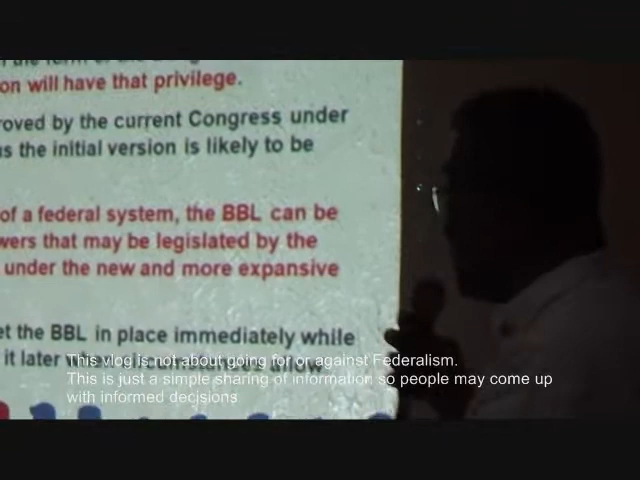 on will have that privilege.
roved by the current Congress under
as the initial version is likely to be
of a federal system, the BBL can be
wers that may be legislated by the
under the new and more expansive
et the BBL in place immediately while
it later
This vlog is not about going for or against Federalism.
This is just a simple sharing of information so people may come up
with informed decisions